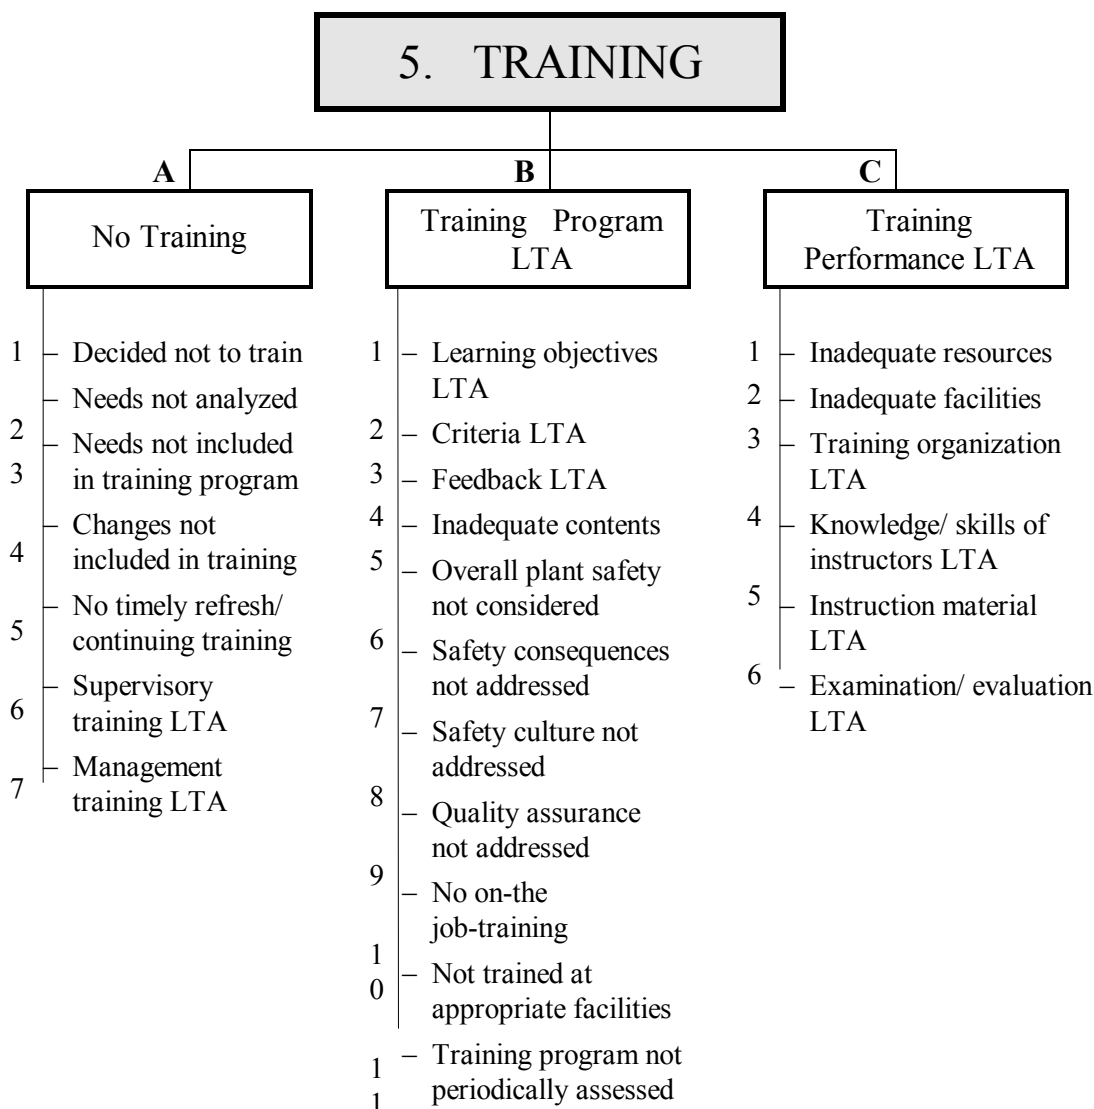 5. TRAINING
A
No Training
1 – Decided not to train
– Needs not analyzed
2 – Needs not included
3 in training program
– Changes not
4 included in training
– No timely refresh/
5 continuing training
– Supervisory
6 training LTA
– Management
7 training LTA
B
Training Program
LTA
1 – Learning objectives
LTA
2 – Criteria LTA
3 – Feedback LTA
4 – Inadequate contents
5 – Overall plant safety
not considered
6 – Safety consequences
not addressed
7 – Safety culture not
addressed
8 – Quality assurance
not addressed
9 – No on-the
job-training
1
0 – Not trained at
appropriate facilities
– Training program not
1 periodically assessed
1
C
Training
Performance LTA
1 – Inadequate resources
2 – Inadequate facilities
3 – Training organization
LTA
4 – Knowledge/ skills of
instructors LTA
5 – Instruction material
LTA
6 – Examination/ evaluation
LTA